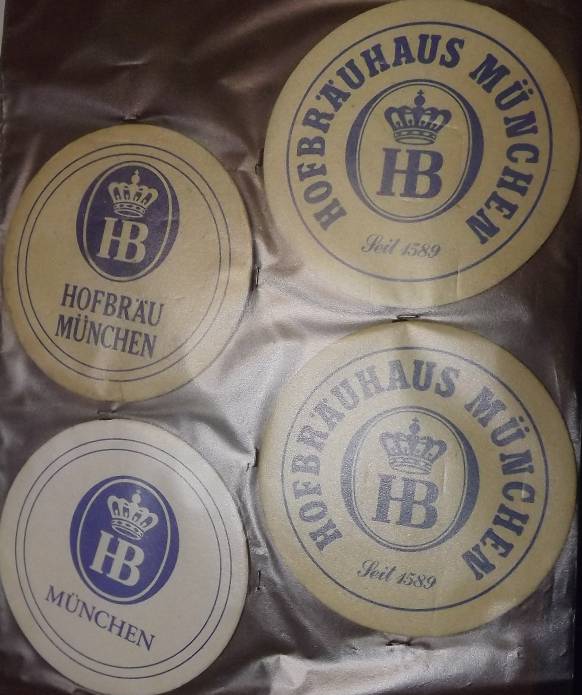 HB
HOFBRÄU
MÜNCHEN
HOFBRÄUHAUS MÜNCHEN
HB
Seit 1589
HB
MÜNCHEN
HOFBRÄUHAUS MÜNCHEN
HB
Seit 1589